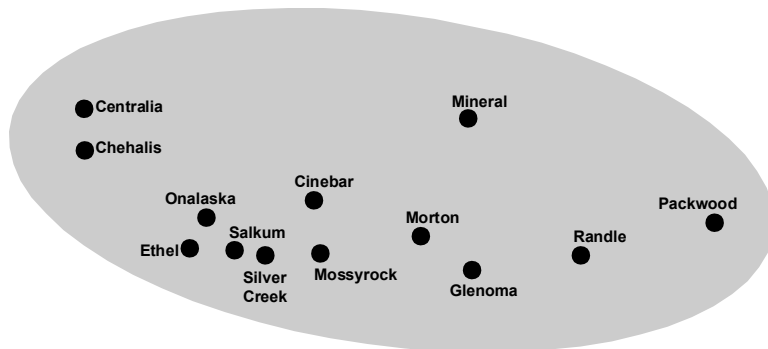 Centralia
Mineral
Chehalis
Cinebar
Onalaska
Packwood
Morton
Salkum
Randle
Ethel
Silver
Creek
Mossyrock
Glenoma